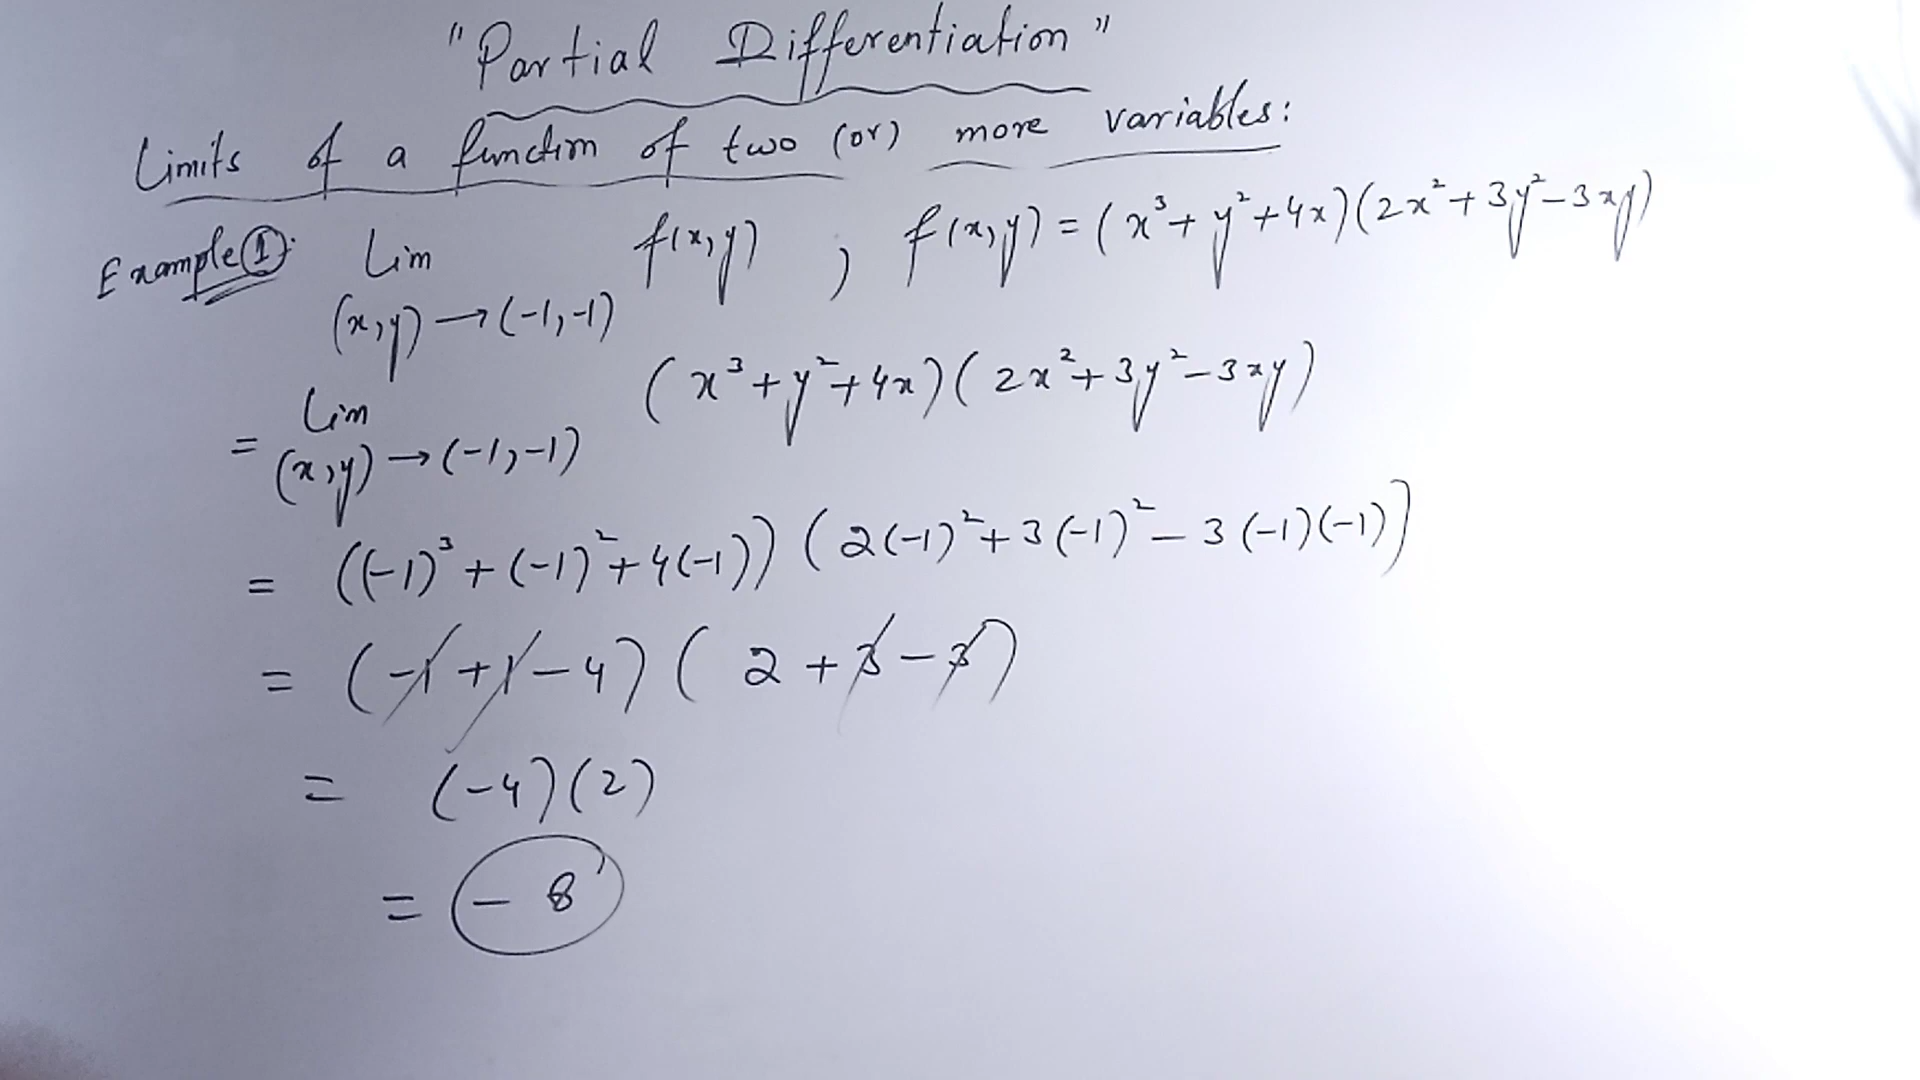 "Partial Differentiation"
Limits of a function of two (or) more variables:
Example ①: Lim f(x,y) , f(x,y) = (x³+y²+4x)(2x²+3y²-3xy)
(x,y)→(-1,-1)
= Lim (x³+y²+4x)(2x²+3y²-3xy)
(x,y)→(-1,-1)
= ((-1)³+(-1)²+4(-1)) (2(-1)²+3(-1)²-3(-1)(-1))
= (-1+1-4) (2+3-3)
= (-4)(2)
= -8